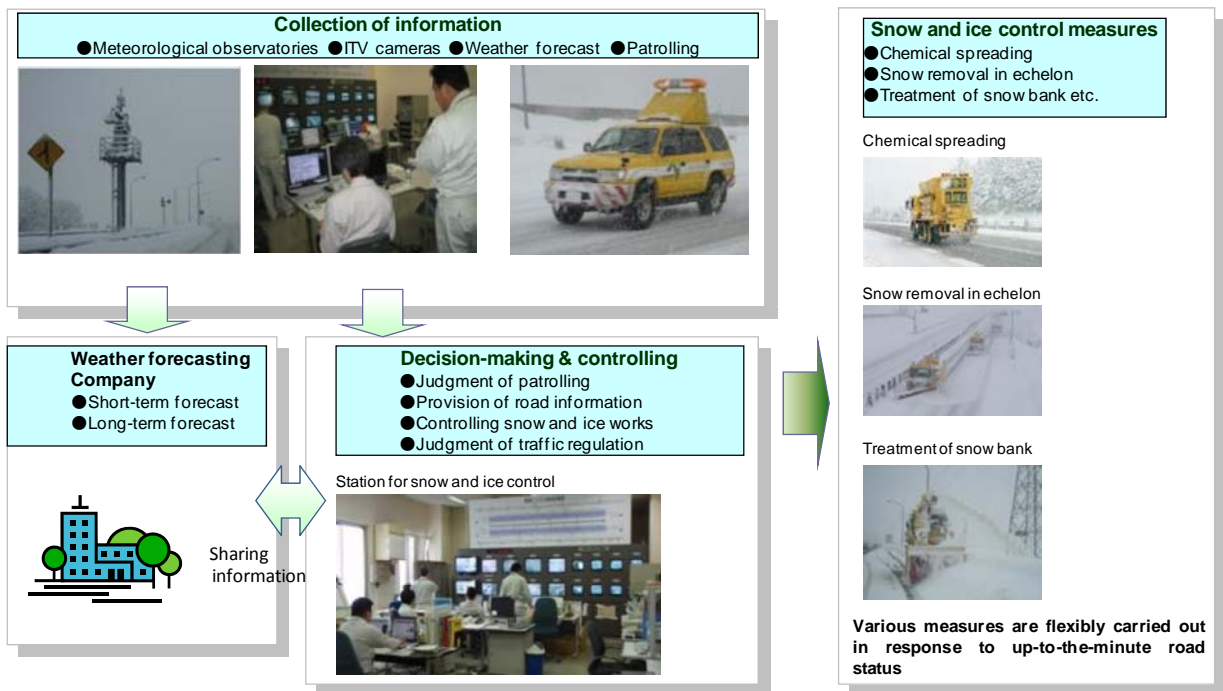 Collection of information
●Meteorological observatories ●ITV cameras ●Weather forecast ●Patrolling
Weather forecasting
Company
●Short-term forecast
●Long-term forecast
Sharing
information
Decision-making & controlling
●Judgment of patrolling
●Provision of road information
●Controlling snow and ice works
●Judgment of traffic regulation
Station for snow and ice control
Snow and ice control measures
●Chemical spreading
●Snow removal in echelon
●Treatment of snow bank etc.
Chemical spreading
Snow removal in echelon
Treatment of snow bank
Various measures are flexibly carried out
in response to up-to-the-minute road
status